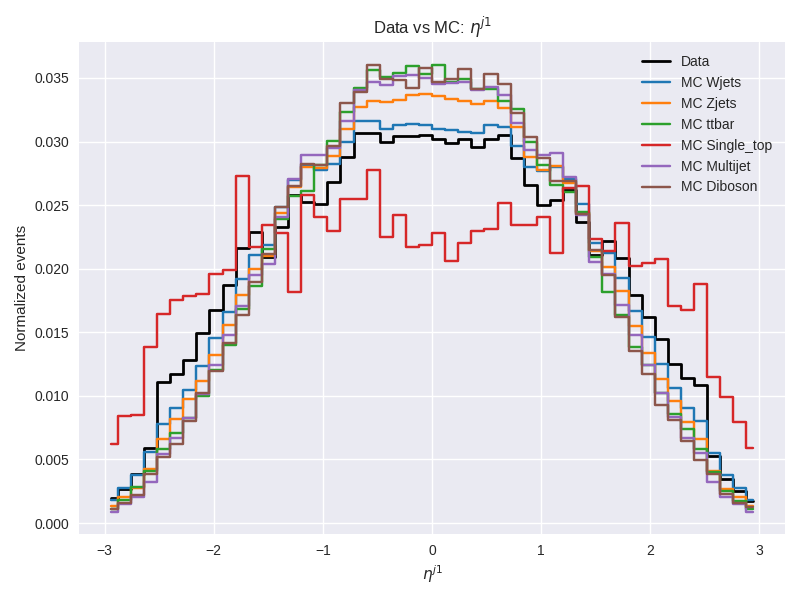 Data vs MC: η^{j1}
Data
MC Wjets
MC Zjets
MC ttbar
MC Single_top
MC Multijet
MC Diboson
Normalized events
0.035
0.030
0.025
0.020
0.015
0.010
0.005
0.000
−3 −2 −1 0 1 2 3
η^{j1}